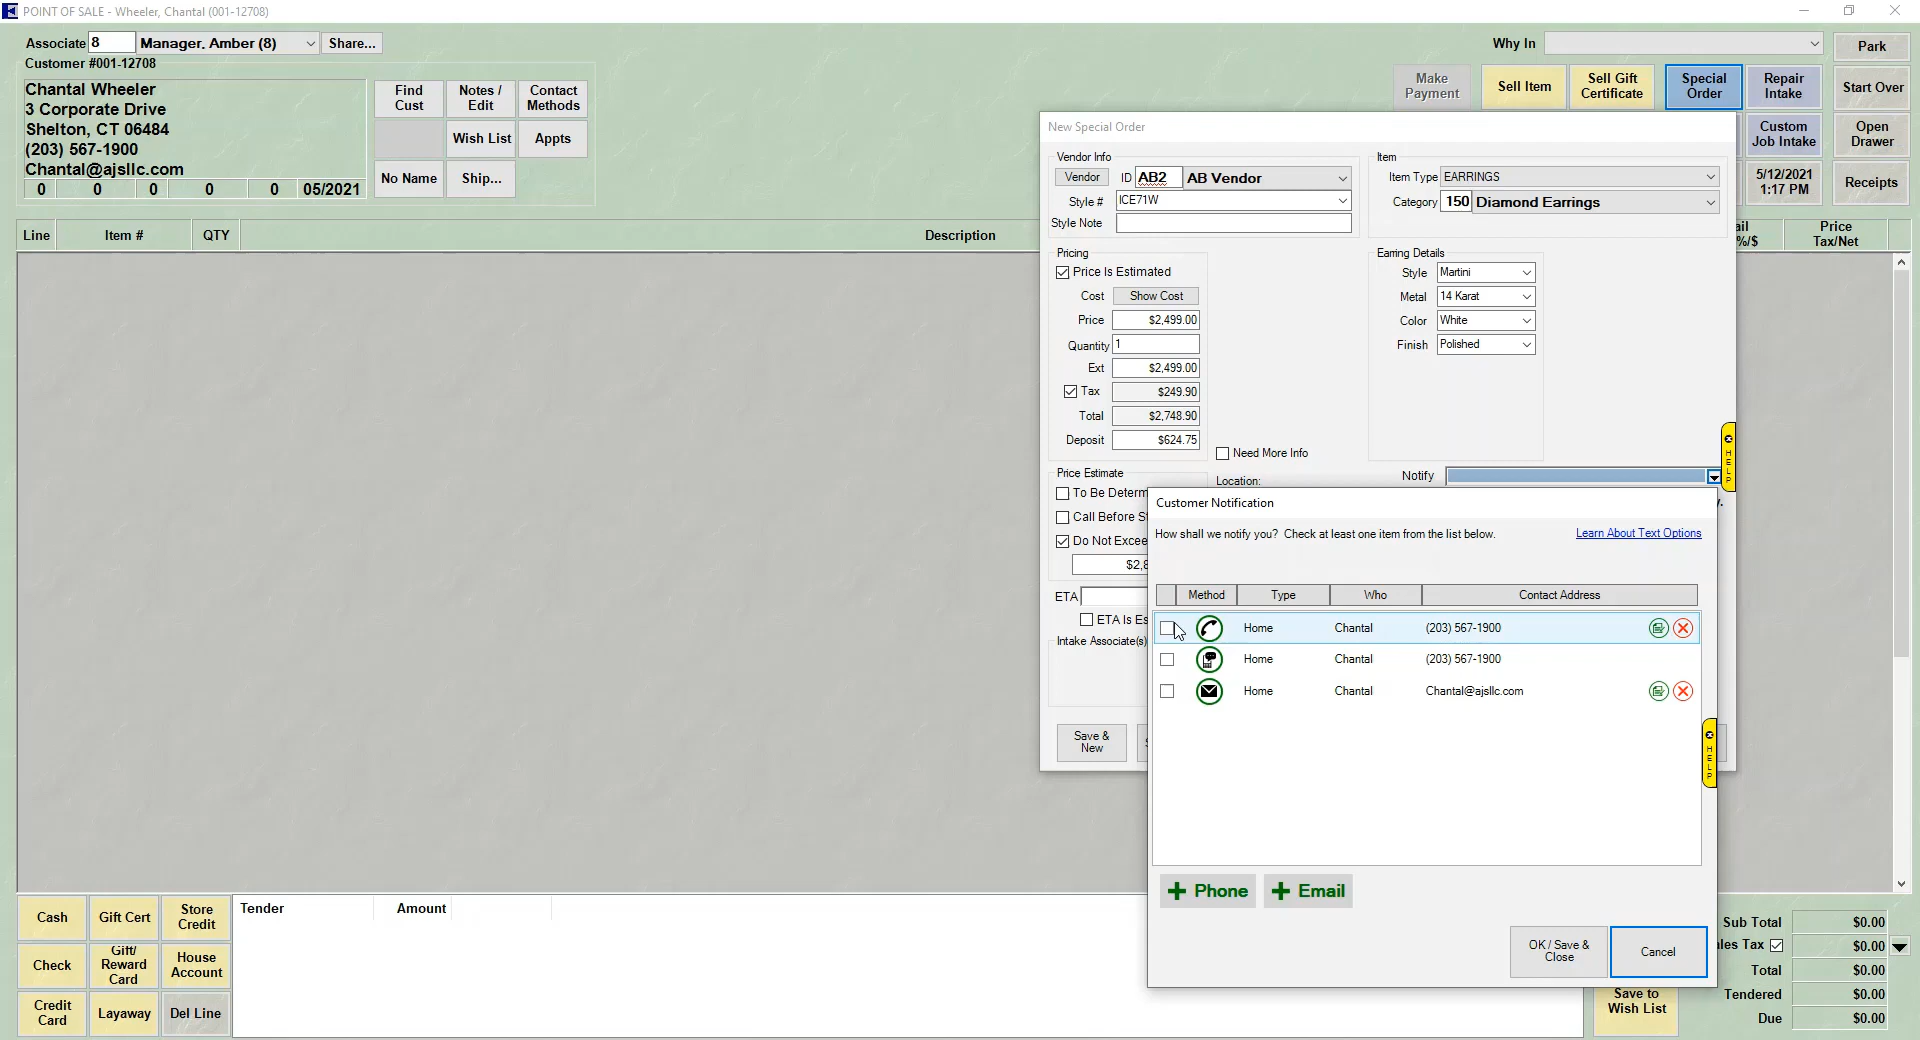 POINT OF SALE - Wheeler, Chantal (001-12708)
Associate 8 Manager, Amber (8) Share...
Why In
Park
Customer #001-12708
Chantal Wheeler
3 Corporate Drive
Shelton, CT 06484
(203) 567-1900
Chantal@ajsllc.com
0 0 0 0 0 05/2021
Find Cust
Notes / Edit
Contact Methods
Wish List
Appts
No Name
Ship...
Make Payment
Sell Item
Sell Gift Certificate
Special Order
Repair Intake
Start Over
Custom Job Intake
Open Drawer
5/12/2021 1:17 PM
Receipts
Line Item # QTY Description
Price Tax/Net
%/$
New Special Order
Vendor Info
Vendor ID AB2 AB Vendor
Style # ICE71W
Style Note
Item
Item Type EARRINGS
Category 150 Diamond Earrings
Pricing
Price Is Estimated
Cost Show Cost
Price $2,499.00
Quantity 1
Ext $2,499.00
Tax $249.90
Total $2,748.90
Deposit $624.75
Earring Details
Style Martini
Metal 14 Karat
Color White
Finish Polished
Need More Info
Price Estimate
Location:
Notify
HELP
To Be Determ
Call Before S
Do Not Excee
$2,8
ETA
ETA Is Es
Intake Associate(s)
Save & New
Customer Notification
How shall we notify you? Check at least one item from the list below.
Learn About Text Options
Method Type Who Contact Address
Home Chantal (203) 567-1900
Home Chantal (203) 567-1900
Home Chantal Chantal@ajsllc.com
HELP
+ Phone
+ Email
OK / Save & Close
Cancel
Cash
Gift Cert
Store Credit
Check
Gift/ Reward Card
House Account
Credit Card
Layaway
Del Line
Tender Amount
Save to Wish List
Sub Total $0.00
les Tax $0.00
Total $0.00
Tendered $0.00
Due $0.00